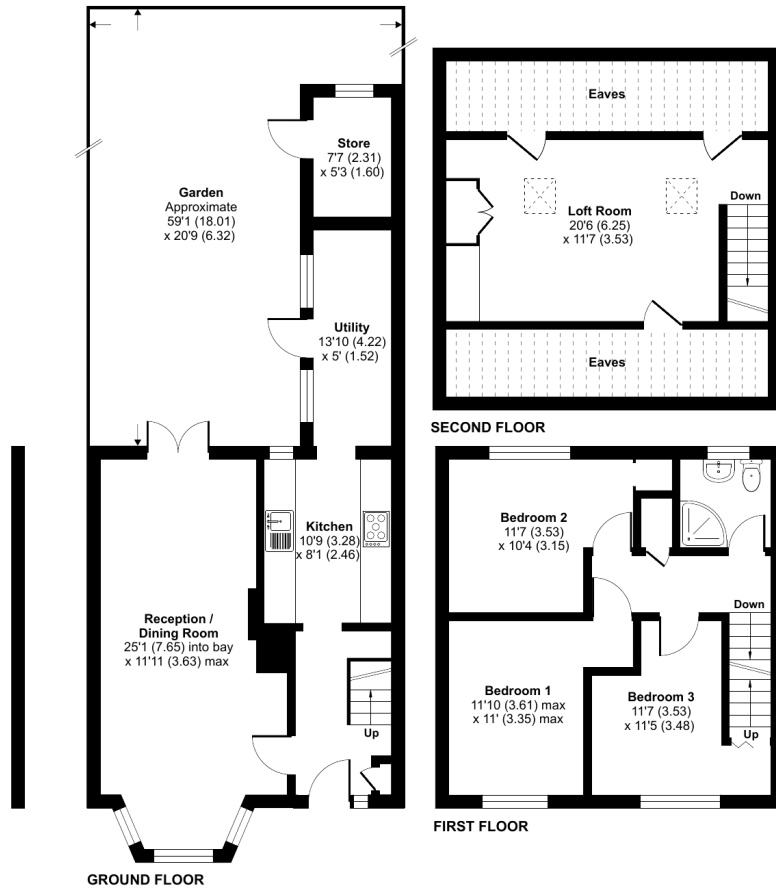 Garden
Approximate
59'1 (18.01)
x 20'9 (6.32)
Store
7'7 (2.31)
x 5'3 (1.60)
Utility
13'10 (4.22)
x 5' (1.52)
Kitchen
10'9 (3.28)
x 8'1 (2.46)
Reception /
Dining Room
25'1 (7.65) into bay
x 11'11 (3.63) max
Up
GROUND FLOOR
Eaves
Down
Loft Room
20'6 (6.25)
x 11'7 (3.53)
Eaves
SECOND FLOOR
Bedroom 2
11'7 (3.53)
x 10'4 (3.15)
Down
Bedroom 1
11'10 (3.61) max
x 11' (3.35) max
Bedroom 3
11'7 (3.53)
x 11'5 (3.48)
Up
FIRST FLOOR